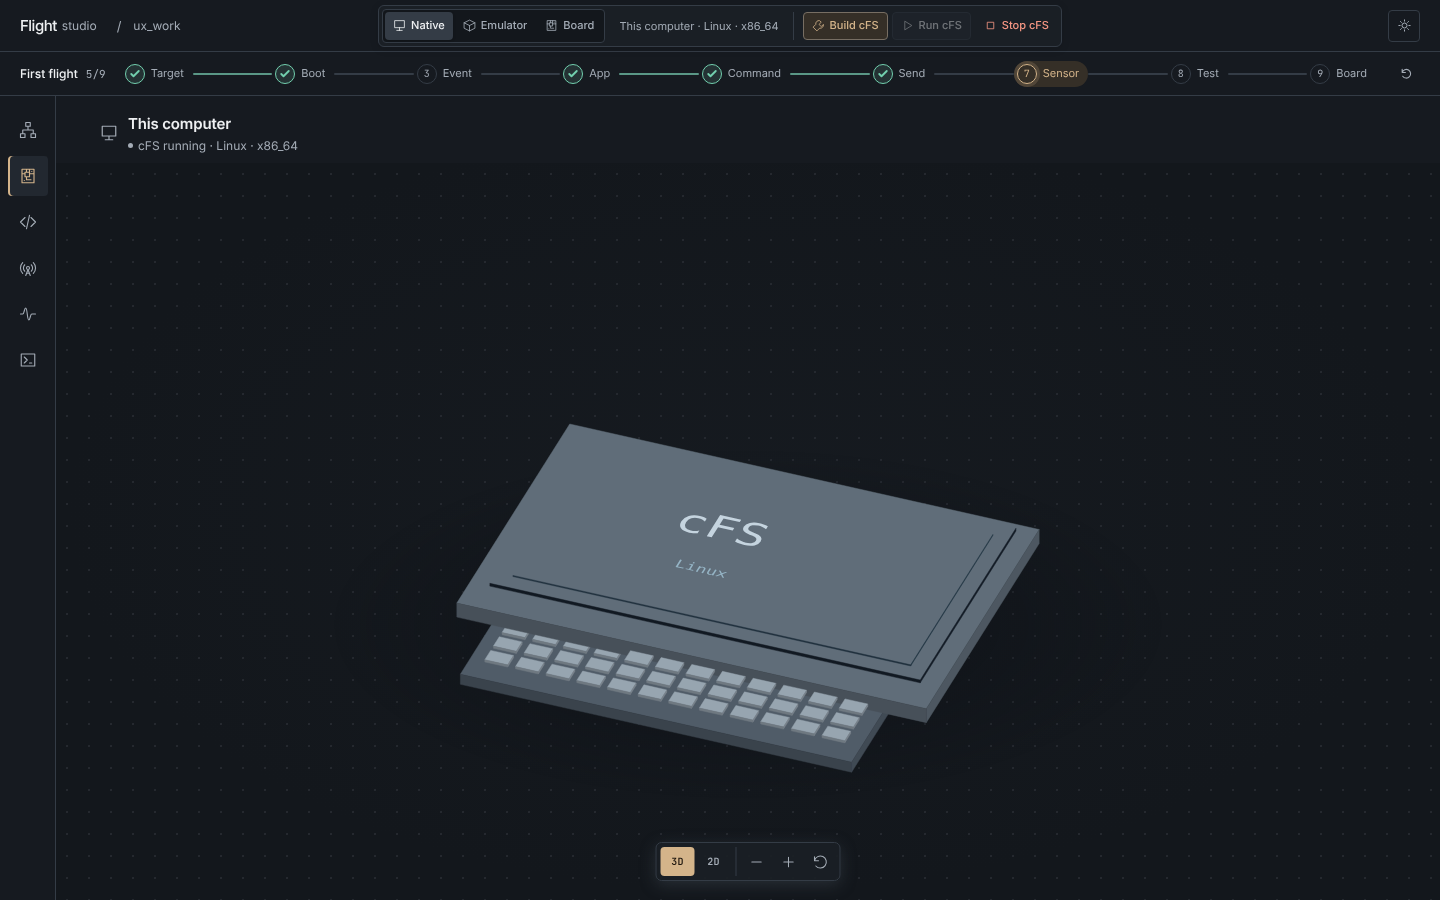 Flight studio / ux_work
Native Emulator Board This computer · Linux · x86_64 Build cFS Run cFS Stop cFS
First flight 5/9 Target Boot 3 Event App Command Send 7 Sensor 8 Test 9 Board
This computer
cFS running · Linux · x86_64
cFS
Linux
3D 2D